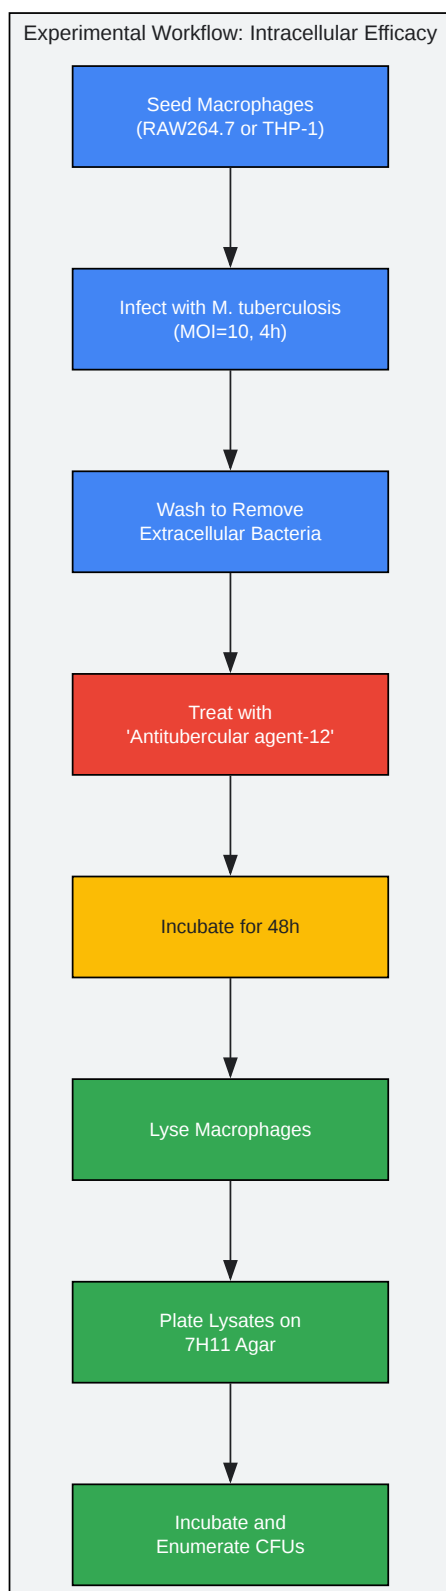 Experimental Workflow: Intracellular Efficacy
Seed Macrophages
(RAW264.7 or THP-1)
Infect with M. tuberculosis
(MOI=10, 4h)
Wash to Remove
Extracellular Bacteria
Treat with
'Antitubercular agent-12'
Incubate for 48h
Lyse Macrophages
Plate Lysates on
7H11 Agar
Incubate and
Enumerate CFUs